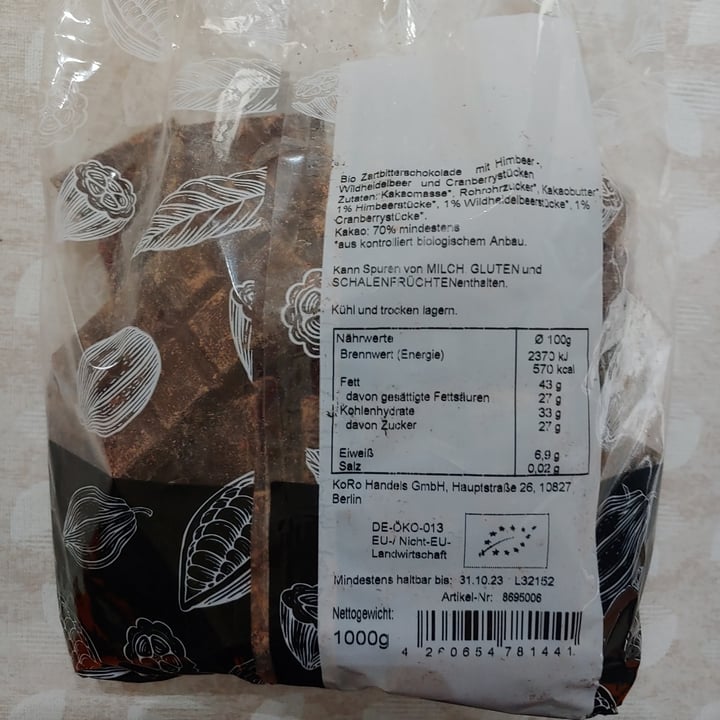 Bio Zartbitterschokolade mit Himbeer-,
Wildheidelbeer und Cranberrystücken
Zutaten: Kakaomasse*, Rohrohrzucker*, Kakaobutter*
1% Himbeerstücke*, 1% Wildheidelbeerstücke*, 1%
Cranberrystücke*.
Kakao: 70% mindestens
*aus kontrolliert biologischem Anbau.
Kann Spuren von MILCH, GLUTEN und
SCHALENFRÜCHTENenthalten.
Kühl und trocken lagern.
Nährwerte Ø 100g
Brennwert (Energie) 2370 kJ
570 kcal
Fett 43 g
davon gesättigte Fettsäuren 27 g
Kohlenhydrate 33 g
davon Zucker 27 g
Eiweiß 6,9 g
Salz 0,02 g
KoRo Handels GmbH, Hauptstraße 26, 10827
Berlin
DE-ÖKO-013
EU-/ Nicht-EU-
Landwirtschaft
Mindestens haltbar bis: 31.10.23 L32152
Artikel-Nr: 8695006
Nettogewicht:
1000g
4 260654 781441